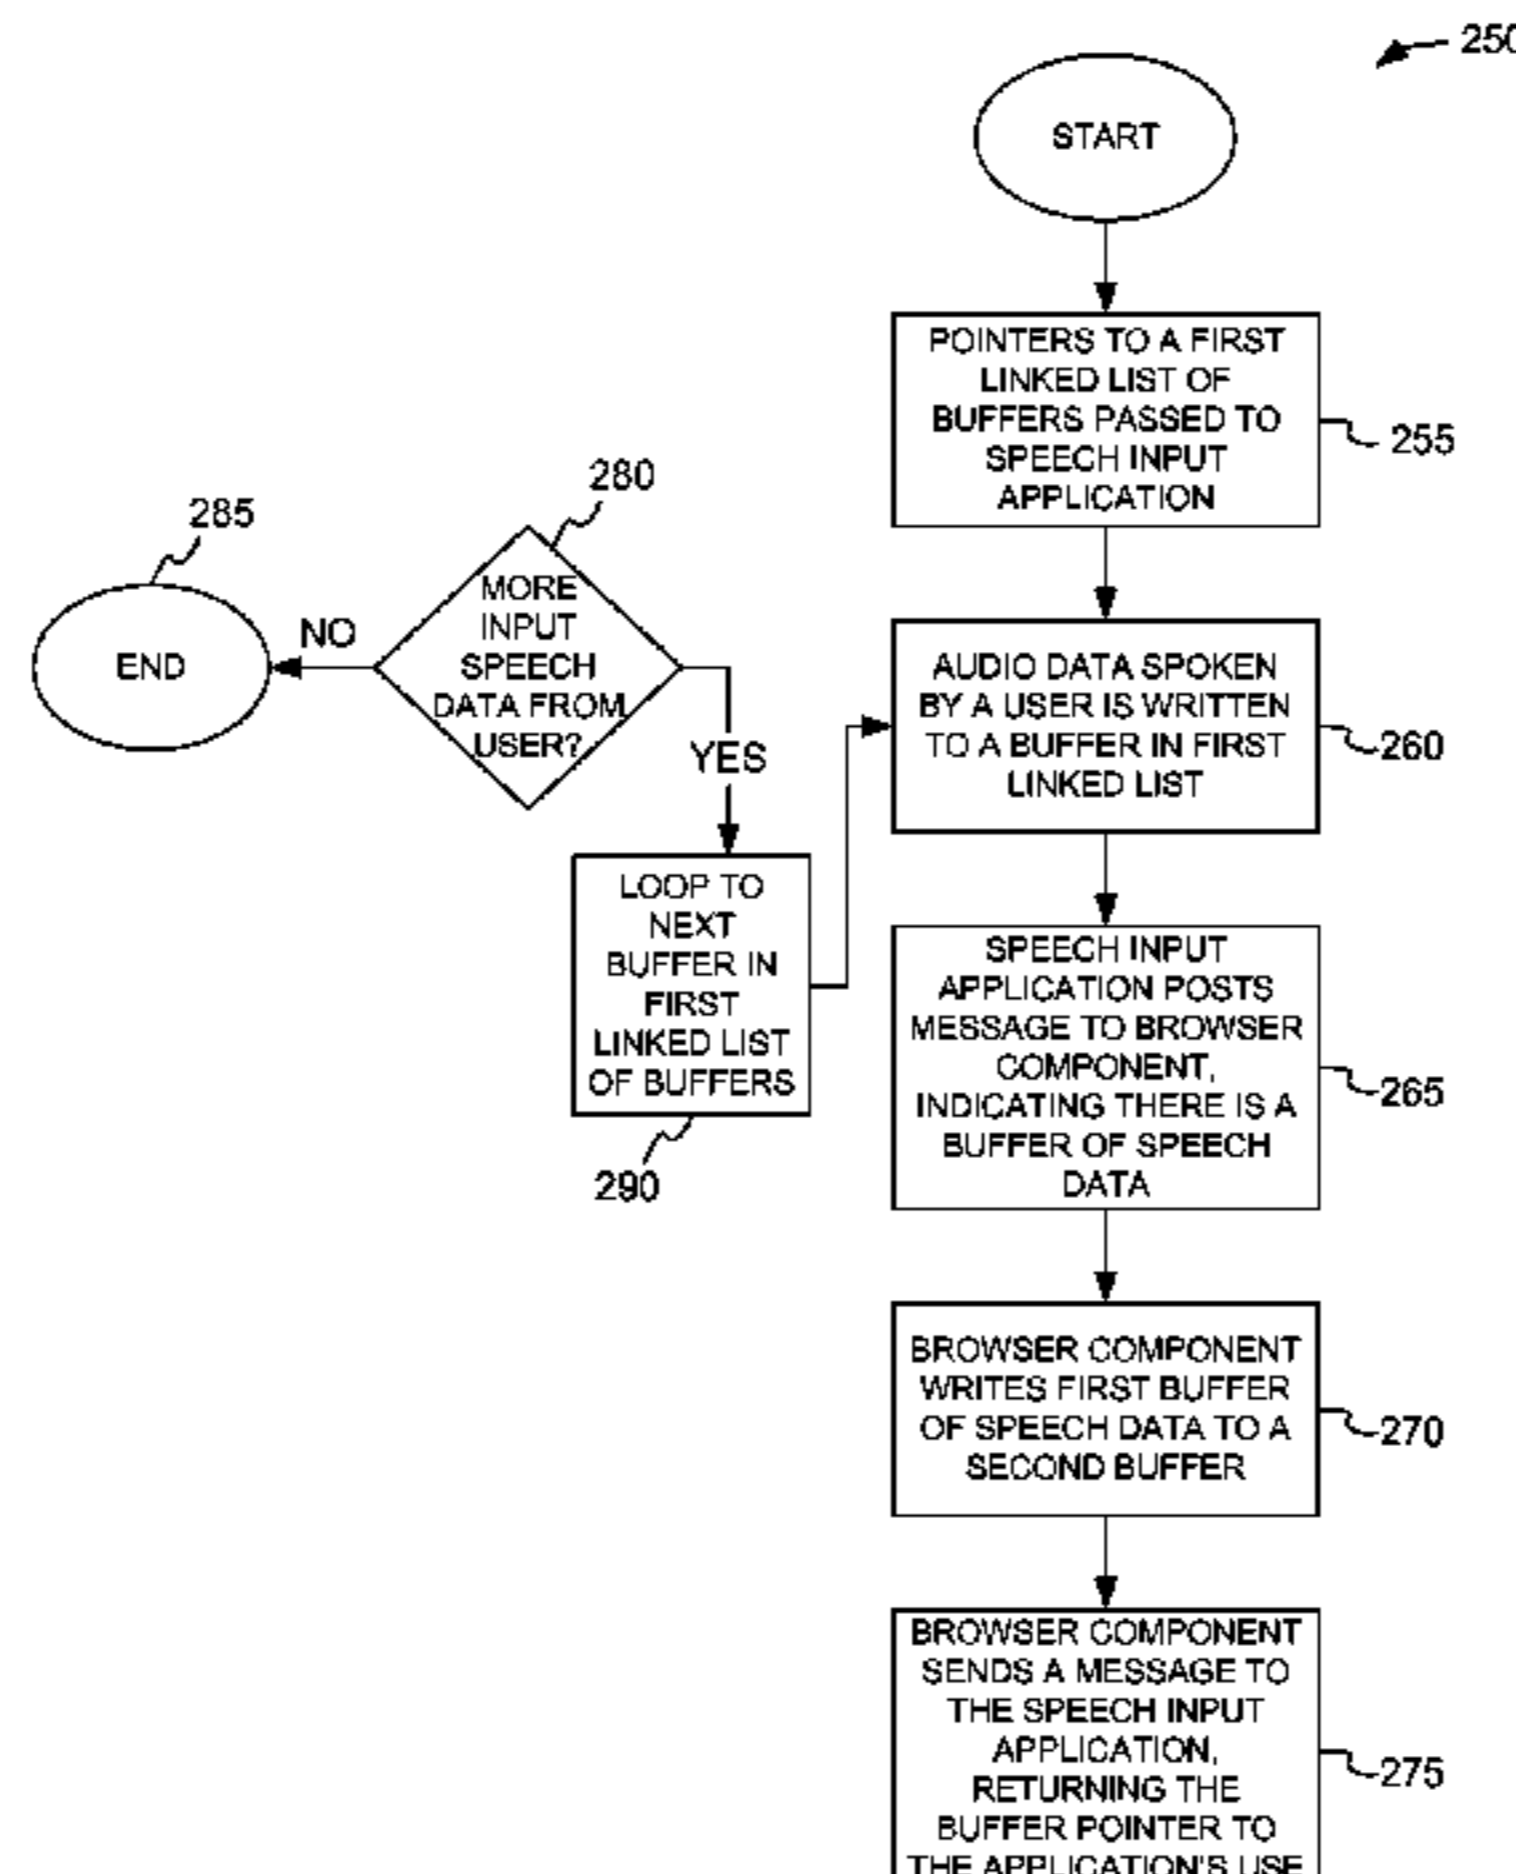 250
START
POINTERS TO A FIRST
LINKED LIST OF
BUFFERS PASSED TO
SPEECH INPUT
APPLICATION
255
280
285
MORE
INPUT
SPEECH
DATA FROM
USER?
NO
END
YES
AUDIO DATA SPOKEN
BY A USER IS WRITTEN
TO A BUFFER IN FIRST
LINKED LIST
260
LOOP TO
NEXT
BUFFER IN
FIRST
LINKED LIST
OF BUFFERS
290
SPEECH INPUT
APPLICATION POSTS
MESSAGE TO BROWSER
COMPONENT,
INDICATING THERE IS A
BUFFER OF SPEECH
DATA
265
BROWSER COMPONENT
WRITES FIRST BUFFER
OF SPEECH DATA TO A
SECOND BUFFER
270
BROWSER COMPONENT
SENDS A MESSAGE TO
THE SPEECH INPUT
APPLICATION,
RETURNING THE
BUFFER POINTER TO
THE APPLICATION'S USE
275